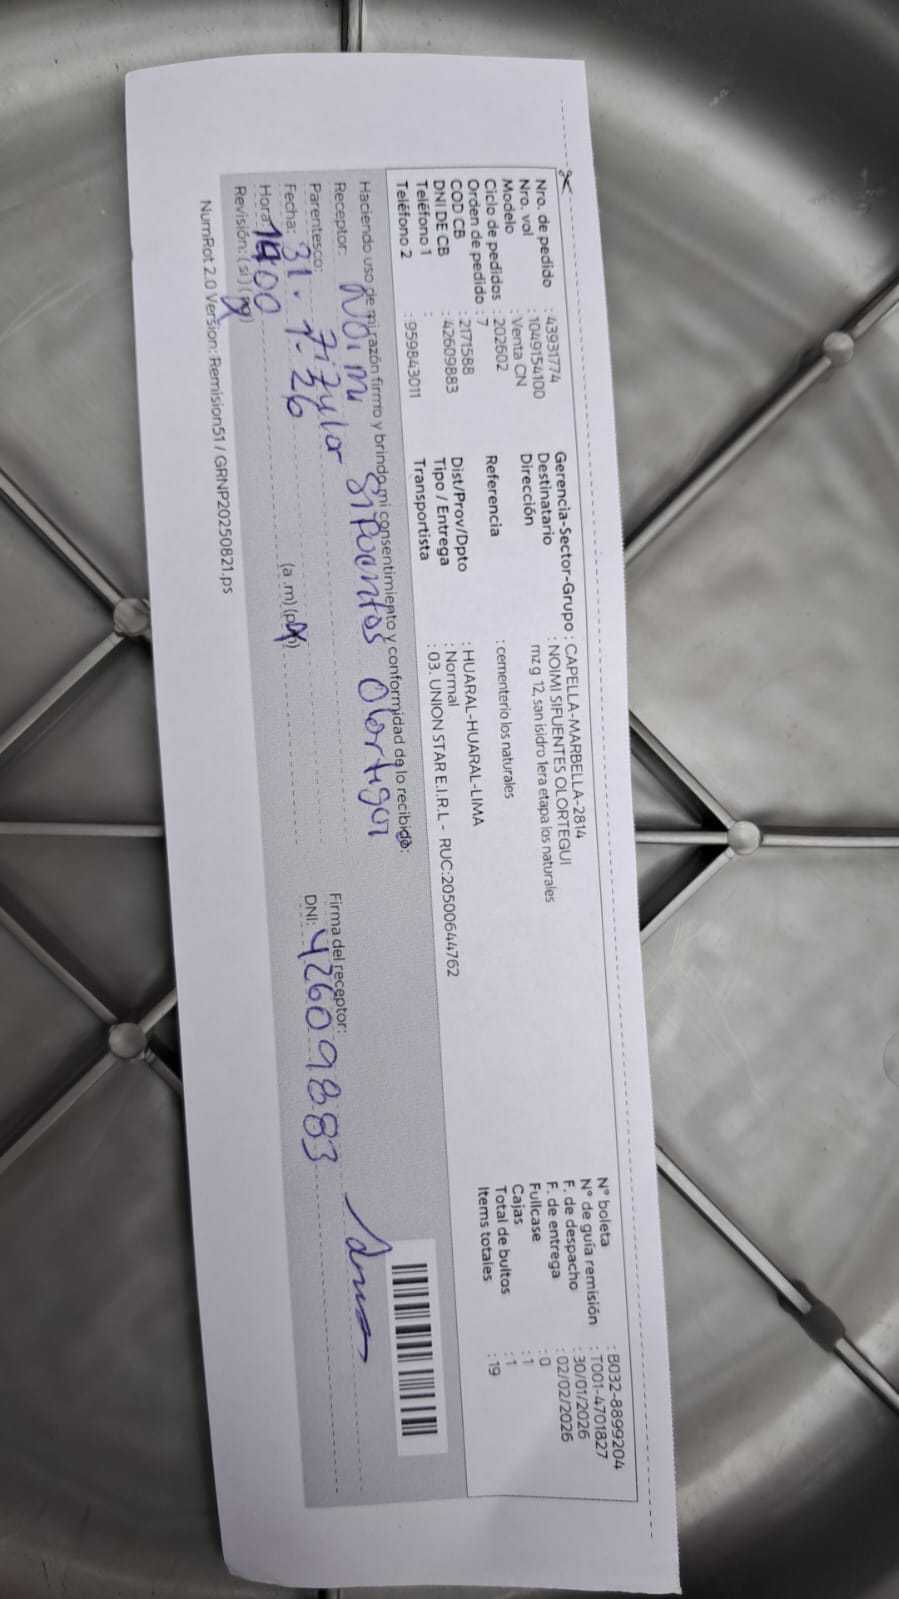 Nro. de pedido : 43931774
Nro. vol : 1049154100
Modelo : Venta CN
Ciclo de pedidos : 202602
Orden de pedido : 7
COD CB : 2171588
DNI DE CB : 42609883
Teléfono 1 :
Teléfono 2 : 959843011
Gerencia-Sector-Grupo : CAPELLA-MARBELLA-2814
Destinatario : NOIMI SIFUENTES OLORTEGUI
Dirección mz g 12, san isidro 1era etapa los naturales
Referencia : cementerio los naturales
Dist/Prov/Dpto : HUARAL-HUARAL-LIMA
Tipo / Entrega : Normal
Transportista : 03. UNION STAR E.I.R.L - RUC:20500644762
N° boleta : B032-8899204
N° de guía remisión : T001-4701827
F. de despacho : 30/01/2026
F. de entrega : 02/02/2026
Fullcase : 0
Cajas : 1
Total de bultos : 1
Items totales : 19
Haciendo uso de mi razón firmo y brindo mi consentimiento y conformidad de lo recibido:
Receptor: Noimi Sifuentes Olortegui
Parentesco: Titular
Fecha: 31. 1. 26
Hora: 1400 (a .m) (p.m)
Revisión: (si) (no)
Firma del receptor:
DNI: 42609883
NumRot 2.0 Version: Remision51 / GRNP20250821.ps